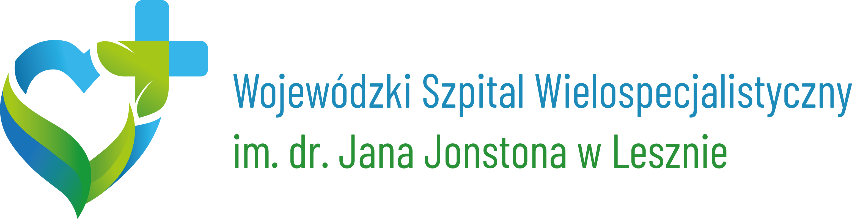 Wojewódzki Szpital Wielospecjalistyczny
im. dr. Jana Jonstona w Lesznie